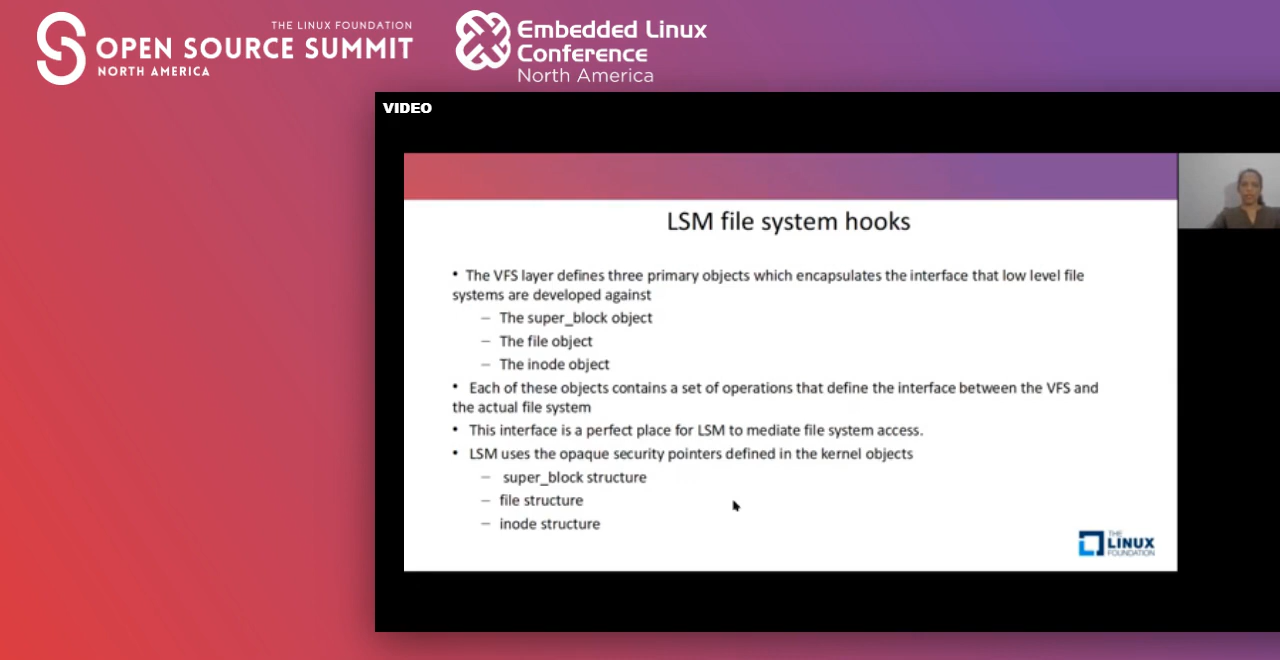 THE LINUX FOUNDATION
OPEN SOURCE SUMMIT
NORTH AMERICA
Embedded Linux
Conference
North America
VIDEO
LSM file system hooks
• The VFS layer defines three primary objects which encapsulates the interface that low level file
systems are developed against
– The super_block object
– The file object
– The inode object
• Each of these objects contains a set of operations that define the interface between the VFS and
the actual file system
• This interface is a perfect place for LSM to mediate file system access.
• LSM uses the opaque security pointers defined in the kernel objects
– super_block structure
– file structure
– inode structure
THE
LINUX
FOUNDATION